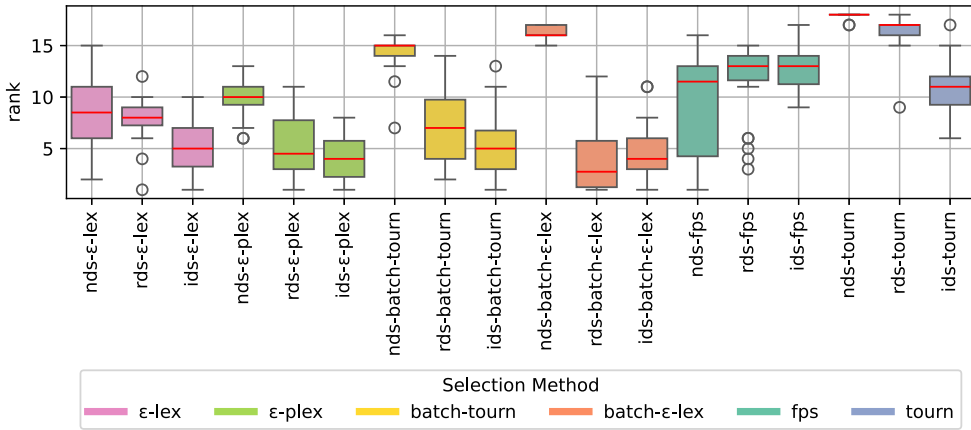 rank
15
10
5
nds-ε-lex
rds-ε-lex
ids-ε-lex
nds-ε-plex
rds-ε-plex
ids-ε-plex
nds-batch-tourn
rds-batch-tourn
ids-batch-tourn
nds-batch-ε-lex
rds-batch-ε-lex
ids-batch-ε-lex
nds-fps
rds-fps
ids-fps
nds-tourn
rds-tourn
ids-tourn
Selection Method
ε-lex ε-plex batch-tourn batch-ε-lex fps tourn